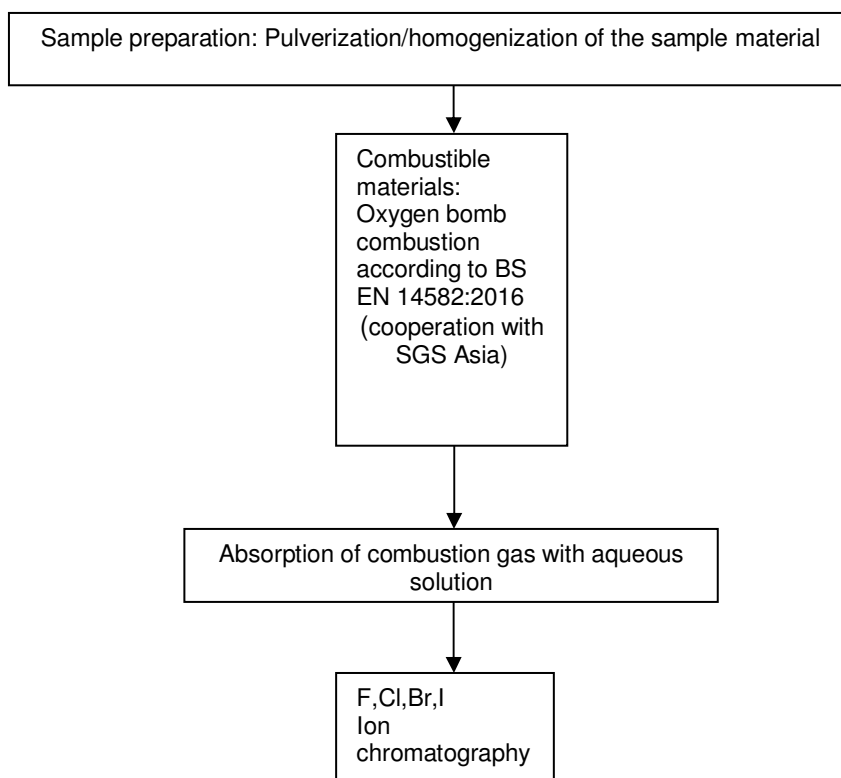 Sample preparation: Pulverization/homogenization of the sample material
Combustible
materials:
Oxygen bomb
combustion
according to BS
EN 14582:2016
(cooperation with
SGS Asia)
Absorption of combustion gas with aqueous
solution
F,Cl,Br,I
Ion
chromatography